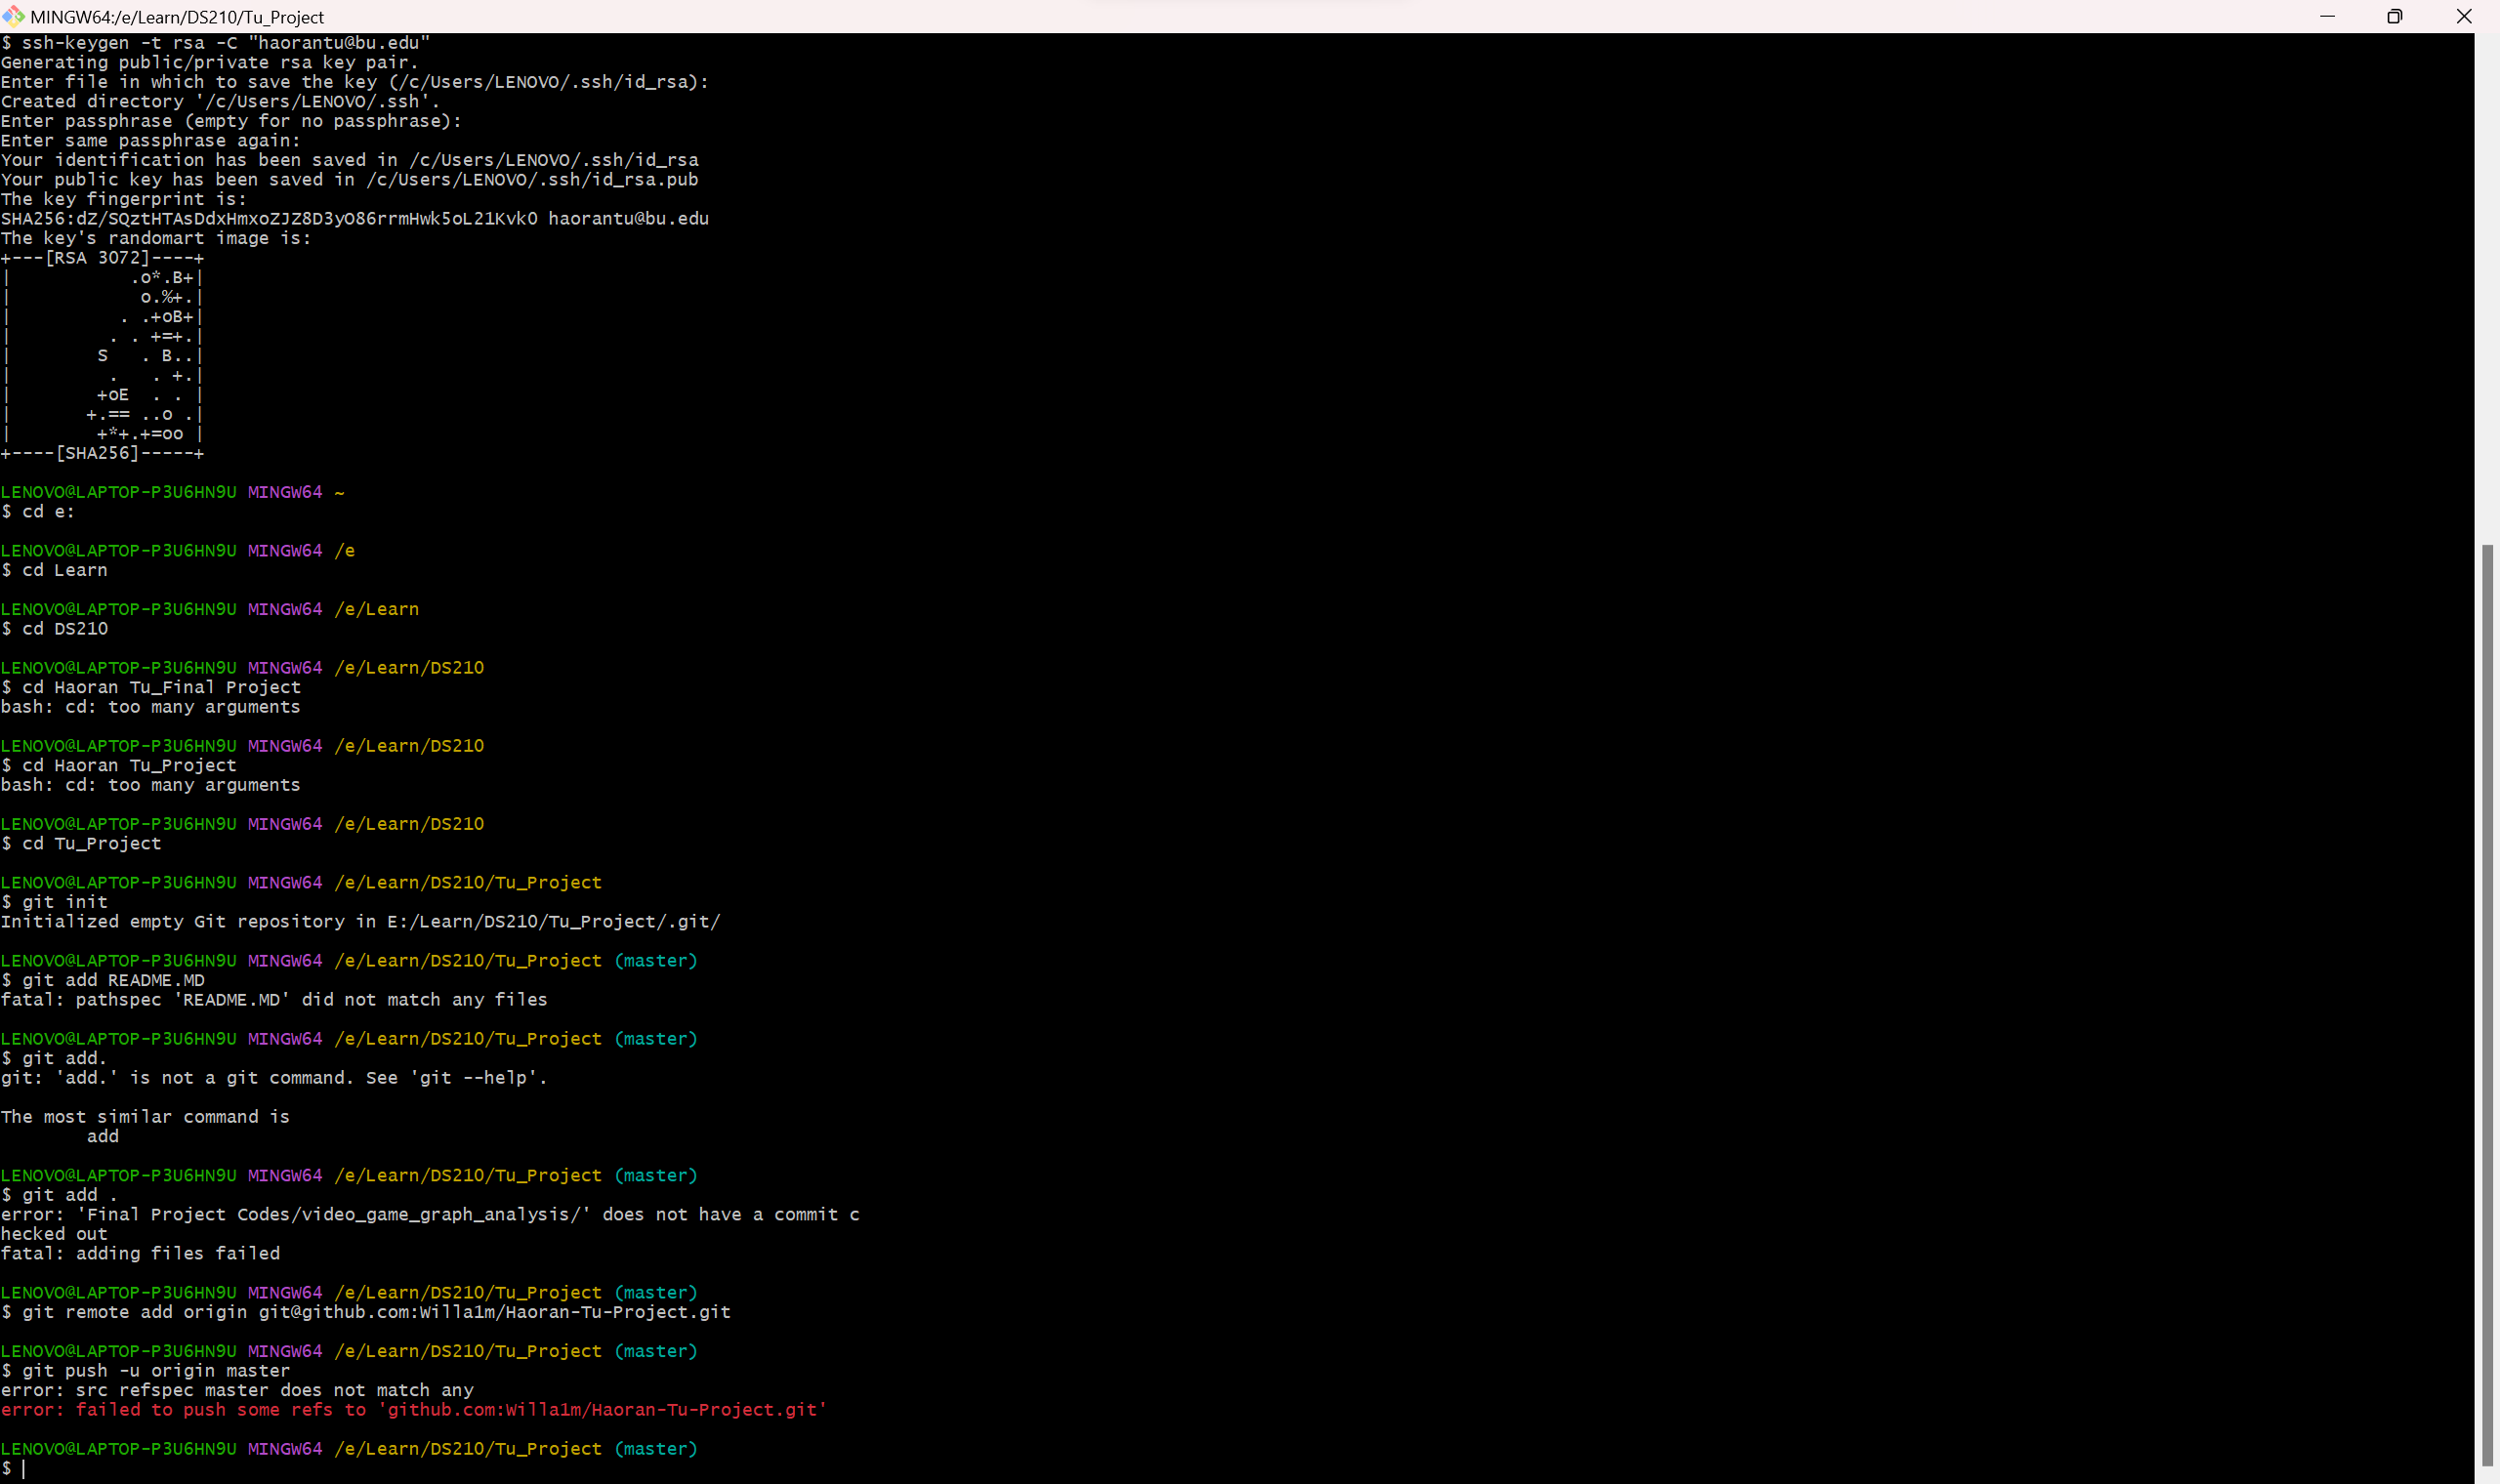 MINGW64:/e/Learn/DS210/Tu_Project
$ ssh-keygen -t rsa -C "haorantu@bu.edu"
Generating public/private rsa key pair.
Enter file in which to save the key (/c/Users/LENOVO/.ssh/id_rsa):
Created directory '/c/Users/LENOVO/.ssh'.
Enter passphrase (empty for no passphrase):
Enter same passphrase again:
Your identification has been saved in /c/Users/LENOVO/.ssh/id_rsa
Your public key has been saved in /c/Users/LENOVO/.ssh/id_rsa.pub
The key fingerprint is:
SHA256:dZ/SQztHTAsDdxHmxoZJZ8D3yO86rrmHwk5oL21Kvk0 haorantu@bu.edu
The key's randomart image is:
+---[RSA 3072]----+
|           .o*.B+|
|            o.%+.|
|          . .+oB+|
|         . . +=+.|
|        S   . B..|
|         .   . +.|
|        +oE  . . |
|       +.== ..o .|
|        +*+.+=oo |
+----[SHA256]-----+
LENOVO@LAPTOP-P3U6HN9U MINGW64 ~
$ cd e:
LENOVO@LAPTOP-P3U6HN9U MINGW64 /e
$ cd Learn
LENOVO@LAPTOP-P3U6HN9U MINGW64 /e/Learn
$ cd DS210
LENOVO@LAPTOP-P3U6HN9U MINGW64 /e/Learn/DS210
$ cd Haoran Tu_Final Project
bash: cd: too many arguments
LENOVO@LAPTOP-P3U6HN9U MINGW64 /e/Learn/DS210
$ cd Haoran Tu_Project
bash: cd: too many arguments
LENOVO@LAPTOP-P3U6HN9U MINGW64 /e/Learn/DS210
$ cd Tu_Project
LENOVO@LAPTOP-P3U6HN9U MINGW64 /e/Learn/DS210/Tu_Project
$ git init
Initialized empty Git repository in E:/Learn/DS210/Tu_Project/.git/
LENOVO@LAPTOP-P3U6HN9U MINGW64 /e/Learn/DS210/Tu_Project (master)
$ git add README.MD
fatal: pathspec 'README.MD' did not match any files
LENOVO@LAPTOP-P3U6HN9U MINGW64 /e/Learn/DS210/Tu_Project (master)
$ git add.
git: 'add.' is not a git command. See 'git --help'.
The most similar command is
        add
LENOVO@LAPTOP-P3U6HN9U MINGW64 /e/Learn/DS210/Tu_Project (master)
$ git add .
error: 'Final Project Codes/video_game_graph_analysis/' does not have a commit c
hecked out
fatal: adding files failed
LENOVO@LAPTOP-P3U6HN9U MINGW64 /e/Learn/DS210/Tu_Project (master)
$ git remote add origin git@github.com:Willa1m/Haoran-Tu-Project.git
LENOVO@LAPTOP-P3U6HN9U MINGW64 /e/Learn/DS210/Tu_Project (master)
$ git push -u origin master
error: src refspec master does not match any
error: failed to push some refs to 'github.com:Willa1m/Haoran-Tu-Project.git'
LENOVO@LAPTOP-P3U6HN9U MINGW64 /e/Learn/DS210/Tu_Project (master)
$